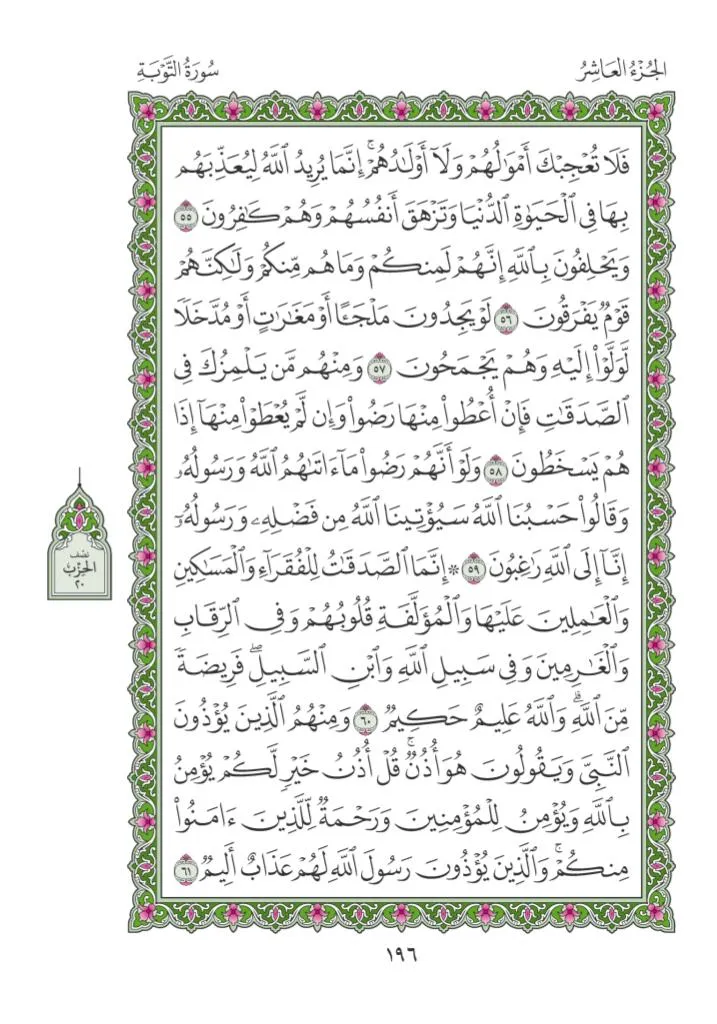 الجُزْءُ العَاشِرُ
سُورَةُ التَّوْبَةِ
فَلَا تُعْجِبْكَ أَمْوَٰلُهُمْ وَلَآ أَوْلَٰدُهُمْۚ إِنَّمَا يُرِيدُ ٱللَّهُ لِيُعَذِّبَهُم
بِهَا فِي ٱلْحَيَوٰةِ ٱلدُّنْيَا وَتَزْهَقَ أَنفُسُهُمْ وَهُمْ كَٰفِرُونَ ٥٥
وَيَحْلِفُونَ بِٱللَّهِ إِنَّهُمْ لَمِنكُمْ وَمَا هُم مِّنكُمْ وَلَٰكِنَّهُمْ
قَوْمٌ يَفْرَقُونَ ٥٦ لَوْ يَجِدُونَ مَلْجَـًٔا أَوْ مَغَٰرَٰتٍ أَوْ مُدَّخَلًا
لَّوَلَّوْا۟ إِلَيْهِ وَهُمْ يَجْمَحُونَ ٥٧ وَمِنْهُم مَّن يَلْمِزُكَ فِي
ٱلصَّدَقَٰتِ فَإِنْ أُعْطُوا۟ مِنْهَا رَضُوا۟ وَإِن لَّمْ يُعْطَوْا۟ مِنْهَآ إِذَا
هُمْ يَسْخَطُونَ ٥٨ وَلَوْ أَنَّهُمْ رَضُوا۟ مَآ ءَاتَىٰهُمُ ٱللَّهُ وَرَسُولُهُۥ
وَقَالُوا۟ حَسْبُنَا ٱللَّهُ سَيُؤْتِينَا ٱللَّهُ مِن فَضْلِهِۦ وَرَسُولُهُۥٓ
إِنَّآ إِلَى ٱللَّهِ رَٰغِبُونَ ٥٩ * إِنَّمَا ٱلصَّدَقَٰتُ لِلْفُقَرَآءِ وَٱلْمَسَٰكِينِ
وَٱلْعَٰمِلِينَ عَلَيْهَا وَٱلْمُؤَلَّفَةِ قُلُوبُهُمْ وَفِي ٱلرِّقَابِ
وَٱلْغَٰرِمِينَ وَفِي سَبِيلِ ٱللَّهِ وَٱبْنِ ٱلسَّبِيلِۖ فَرِيضَةً
مِّنَ ٱللَّهِۗ وَٱللَّهُ عَلِيمٌ حَكِيمٌ ٦٠ وَمِنْهُمُ ٱلَّذِينَ يُؤْذُونَ
ٱلنَّبِيَّ وَيَقُولُونَ هُوَ أُذُنٌۚ قُلْ أُذُنُ خَيْرٍ لَّكُمْ يُؤْمِنُ
بِٱللَّهِ وَيُؤْمِنُ لِلْمُؤْمِنِينَ وَرَحْمَةٌ لِّلَّذِينَ ءَامَنُوا۟
مِنكُمْۚ وَٱلَّذِينَ يُؤْذُونَ رَسُولَ ٱللَّهِ لَهُمْ عَذَابٌ أَلِيمٌ ٦١
نصف
الحزب
٢٠
١٩٦